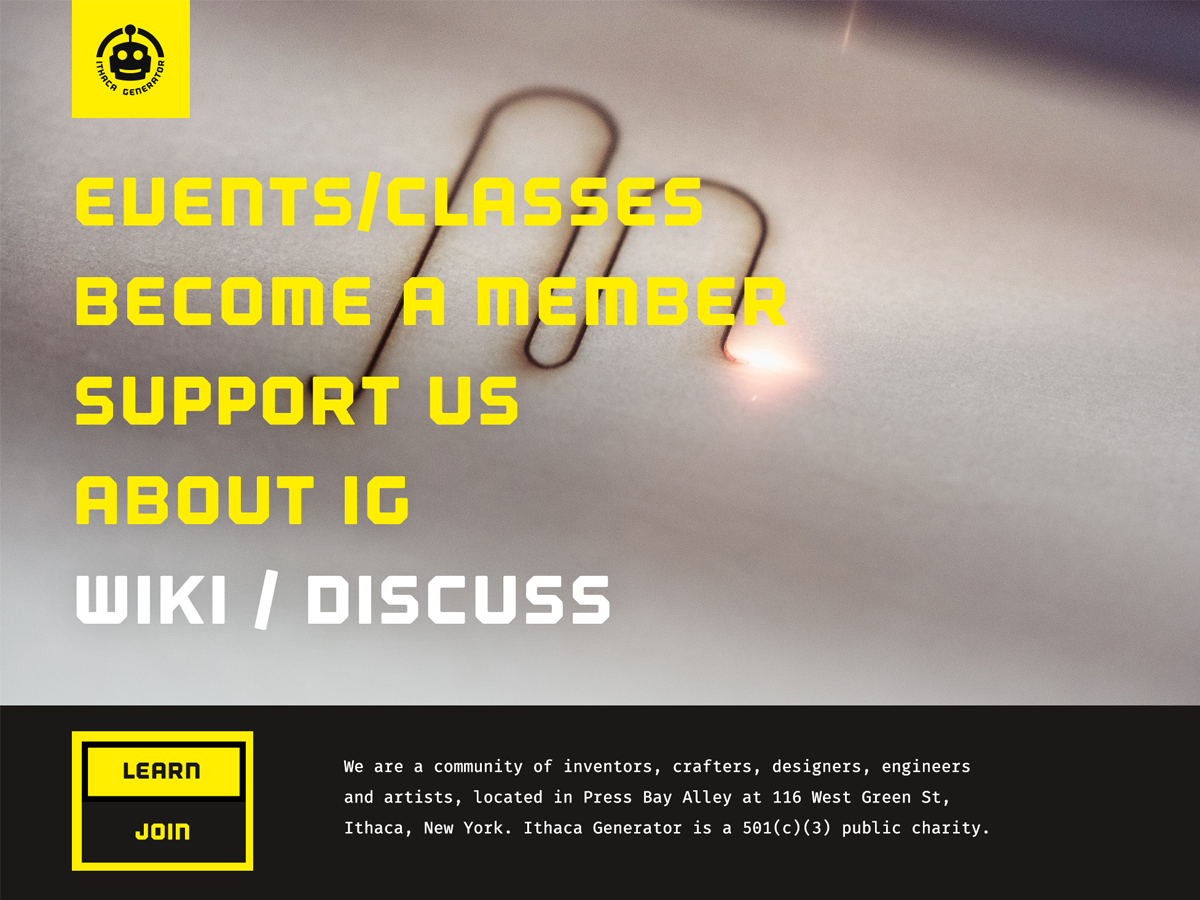 ITHACA GENERATOR
EVENTS/CLASSES
BECOME A MEMBER
SUPPORT US
ABOUT IG
WIKI / DISCUSS
LEARN
JOIN
We are a community of inventors, crafters, designers, engineers
and artists, located in Press Bay Alley at 116 West Green St,
Ithaca, New York. Ithaca Generator is a 501(c)(3) public charity.